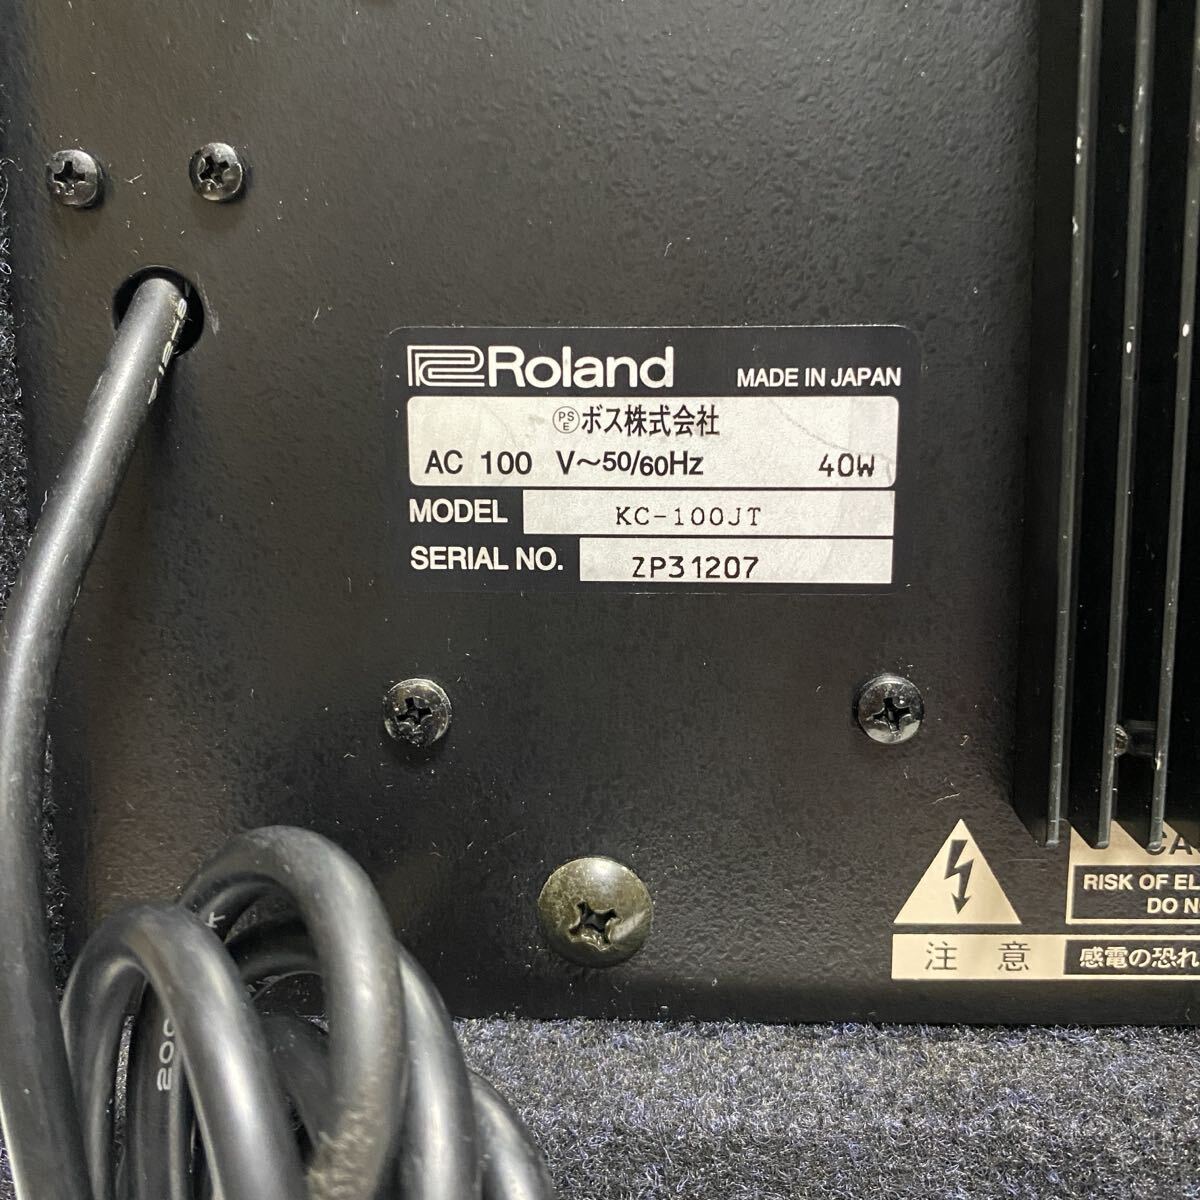 Roland MADE IN JAPAN
PSE ボス株式会社
AC 100 V～50/60Hz 40W
MODEL KC-100JT
SERIAL NO. ZP31207
RISK OF
DO
注 意 感電の恐れ
200